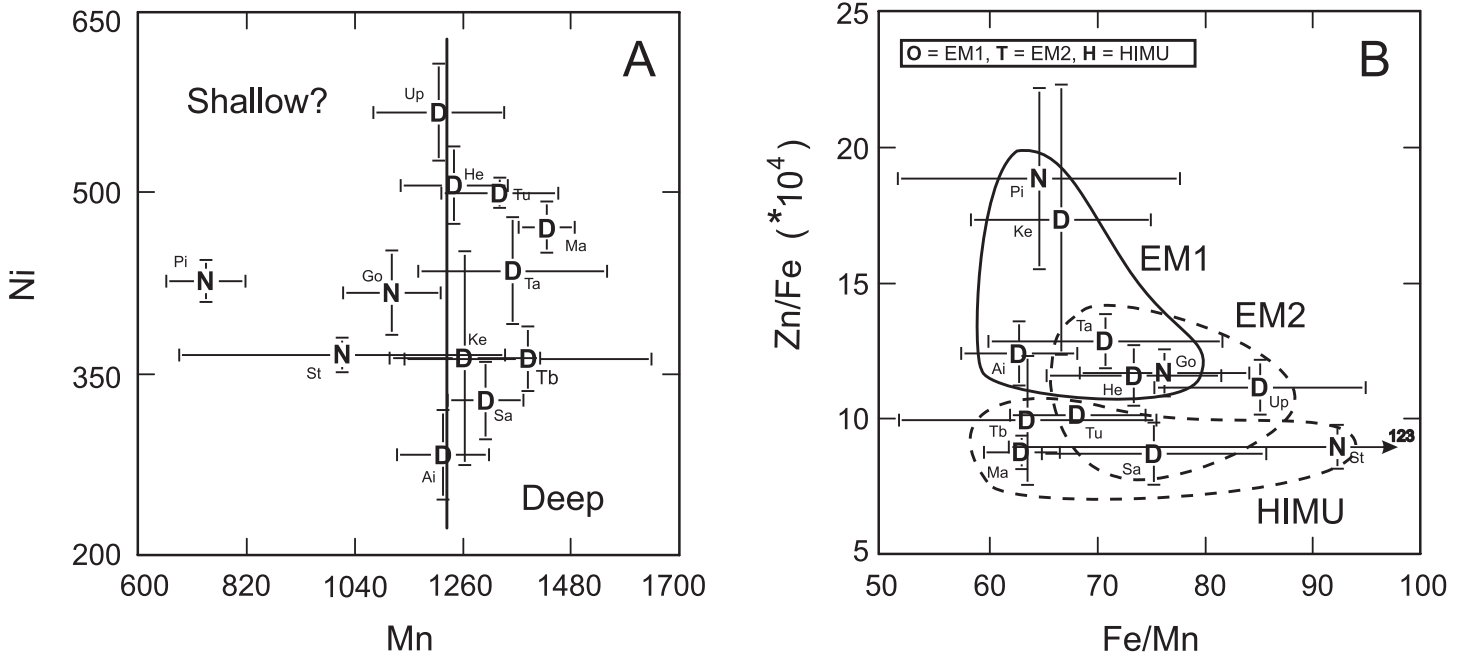 A
Shallow?
Deep
650
500
350
200
600 820 1040 1260 1480 1700
Ni
Mn
Up
D
He
D
Tu
D
Ma
D
Pi
N
Go
N
Ta
D
St
N
Ke
D
Tb
D
Sa
D
Ai
D
B
O = EM1, T = EM2, H = HIMU
25
20
15
10
5
50 60 70 80 90 100
Zn/Fe (*10⁴)
Fe/Mn
EM1
EM2
HIMU
Pi
N
Ke
D
Ta
D
Ai
D
He
D
Go
N
Up
D
Tb
D
Tu
D
Ma
D
Sa
D
St
N
123